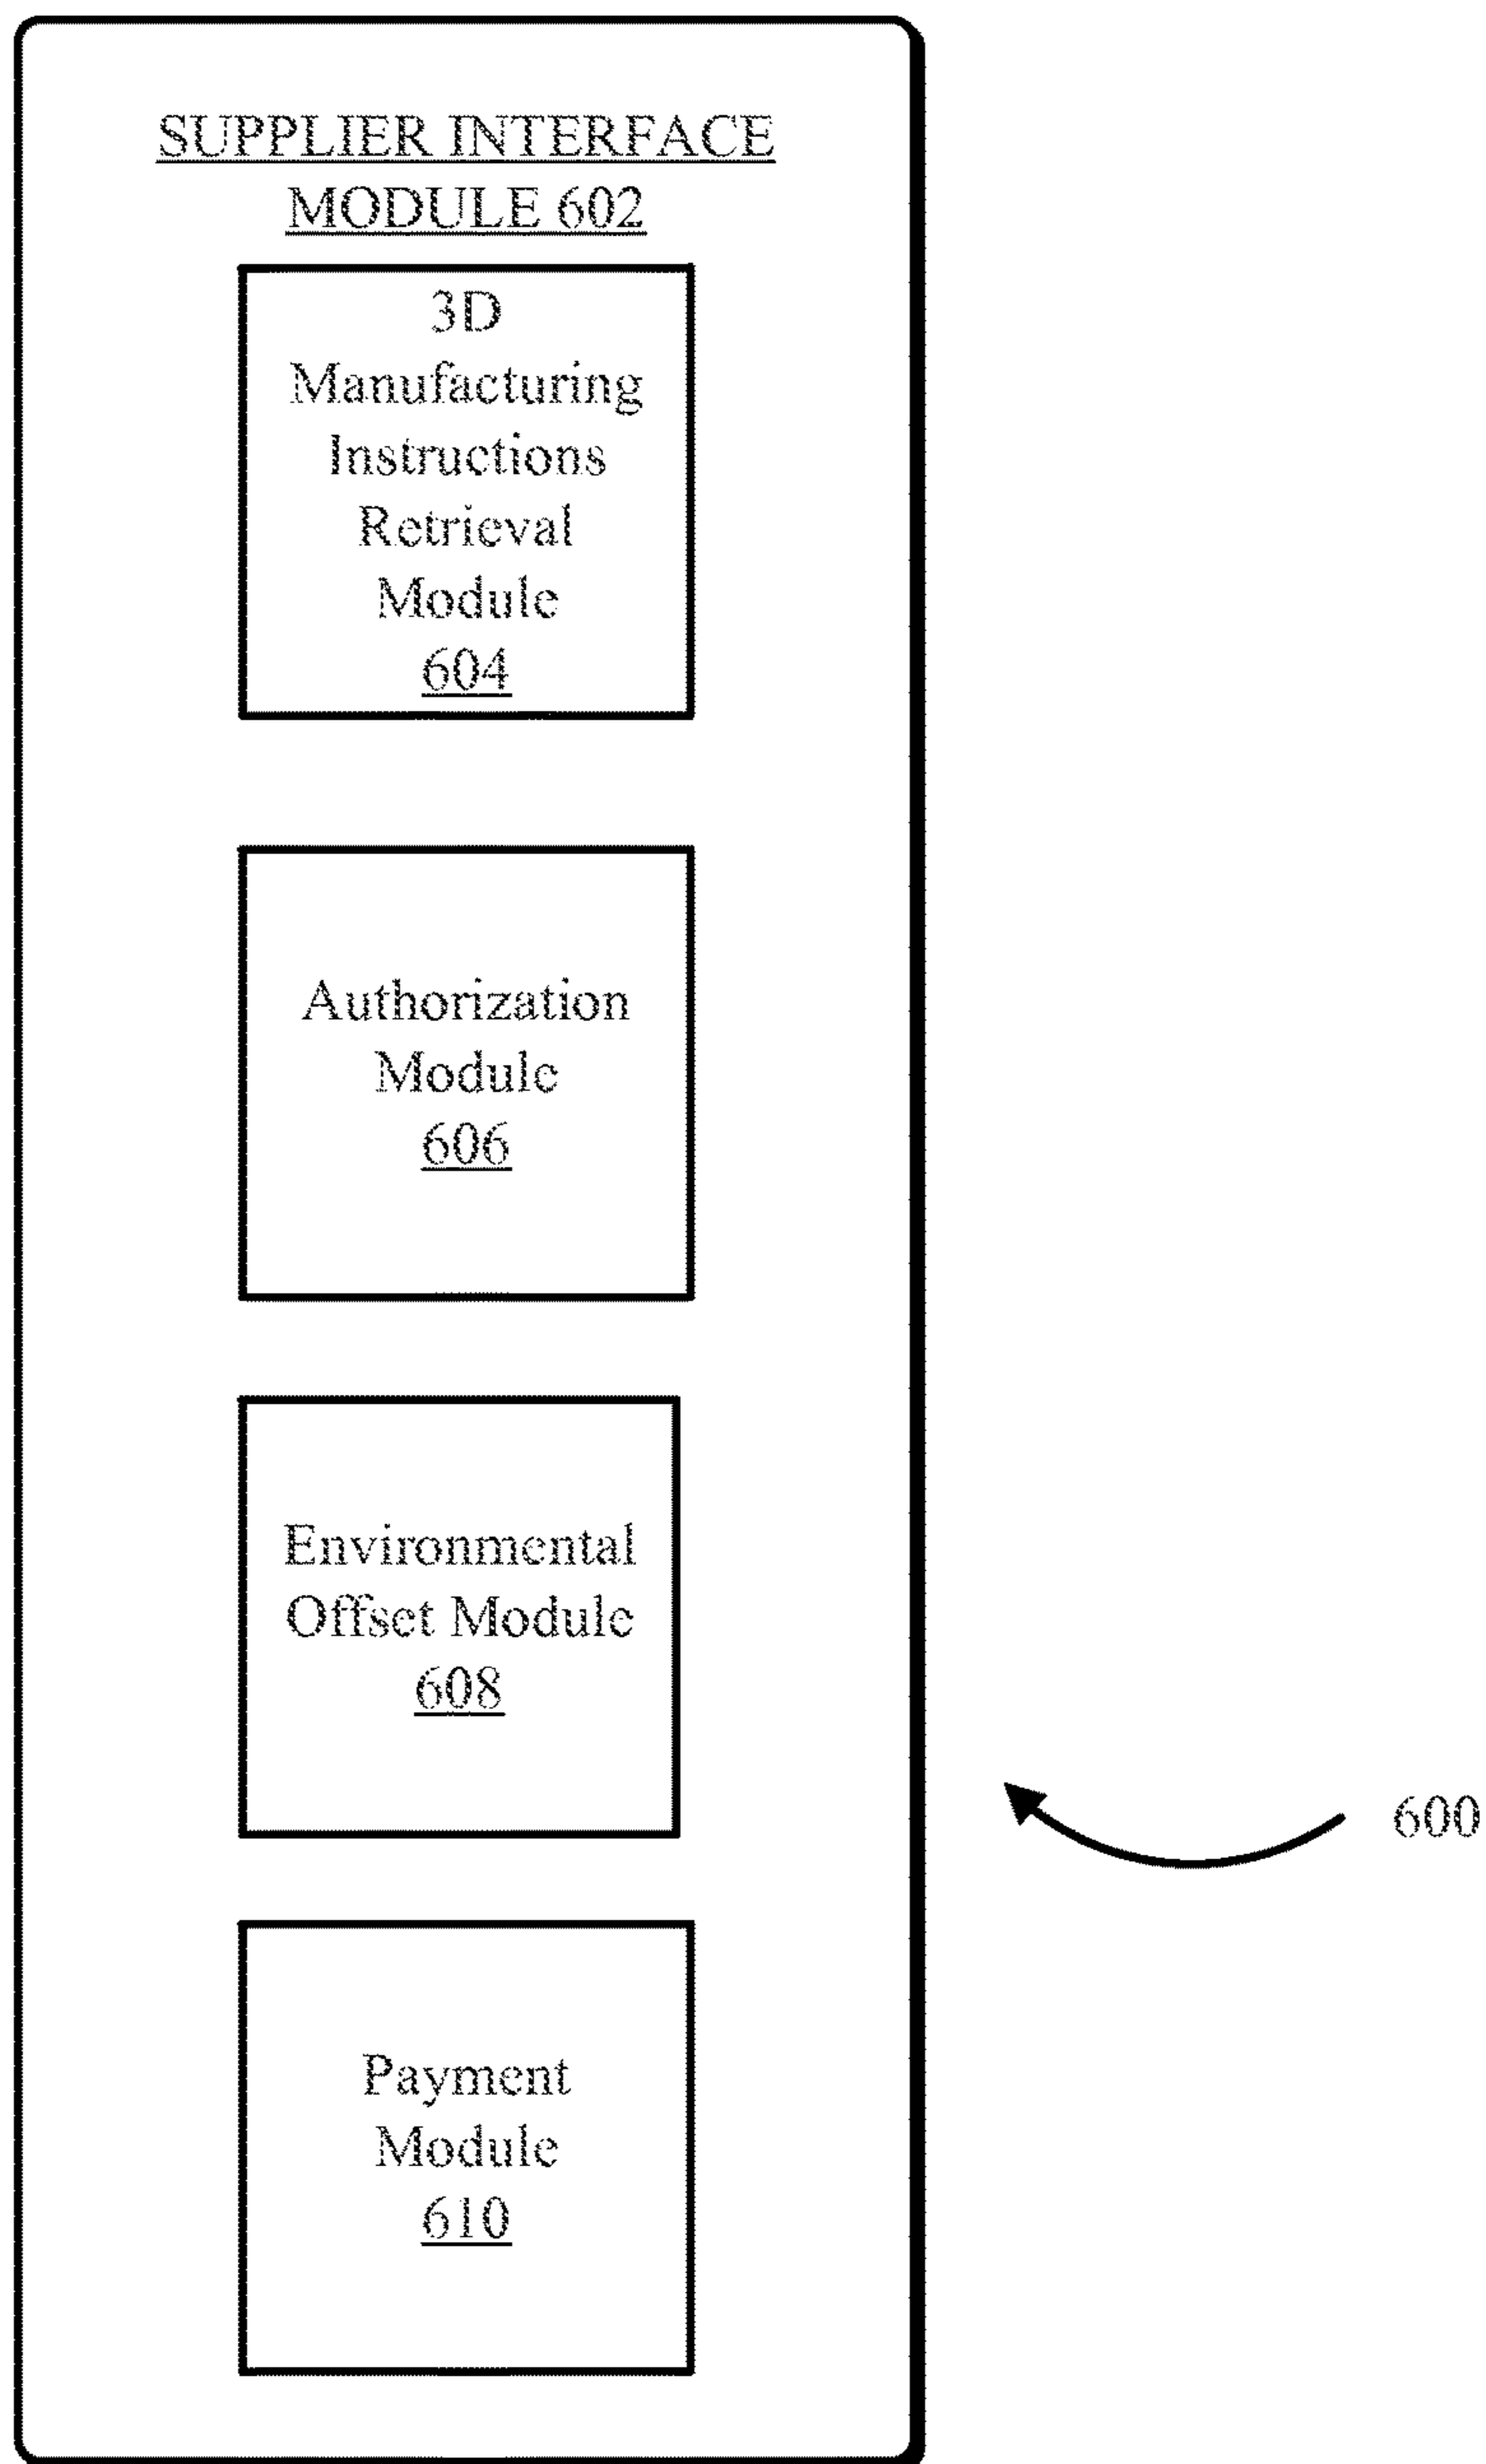 SUPPLIER INTERFACE
MODULE 602
3D
Manufacturing
Instructions
Retrieval
Module
604
Authorization
Module
606
Environmental
Offset Module
608
600
Payment
Module
610